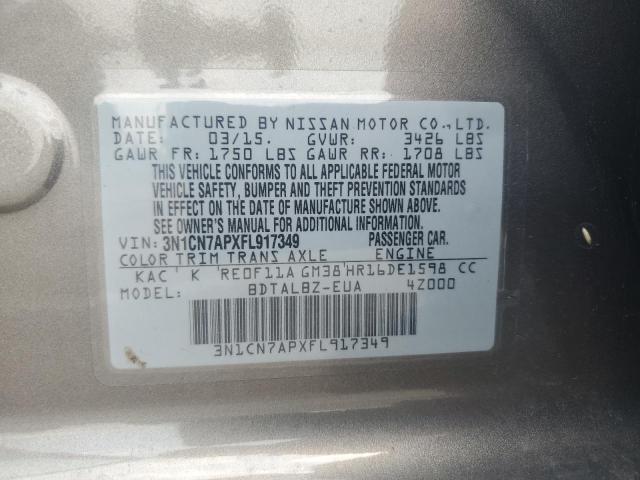 MANUFACTURED BY NISSAN MOTOR CO.,LTD.
DATE: 03/15. GVWR: 3426 LBS
GAWR FR: 1750 LBS GAWR RR: 1708 LBS
THIS VEHICLE CONFORMS TO ALL APPLICABLE FEDERAL MOTOR
VEHICLE SAFETY, BUMPER AND THEFT PREVENTION STANDARDS
IN EFFECT ON THE DATE OF MANUFACTURE SHOWN ABOVE.
SEE OWNER'S MANUAL FOR ADDITIONAL INFORMATION.
VIN: 3N1CN7APXFL917349 PASSENGER CAR.
COLOR TRIM TRANS AXLE ENGINE
KAC ' K 'RE0F11A GM38'HR16DE1598 CC
MODEL: BDTALBZ-EUA 4Z000
3N1CN7APXFL917349